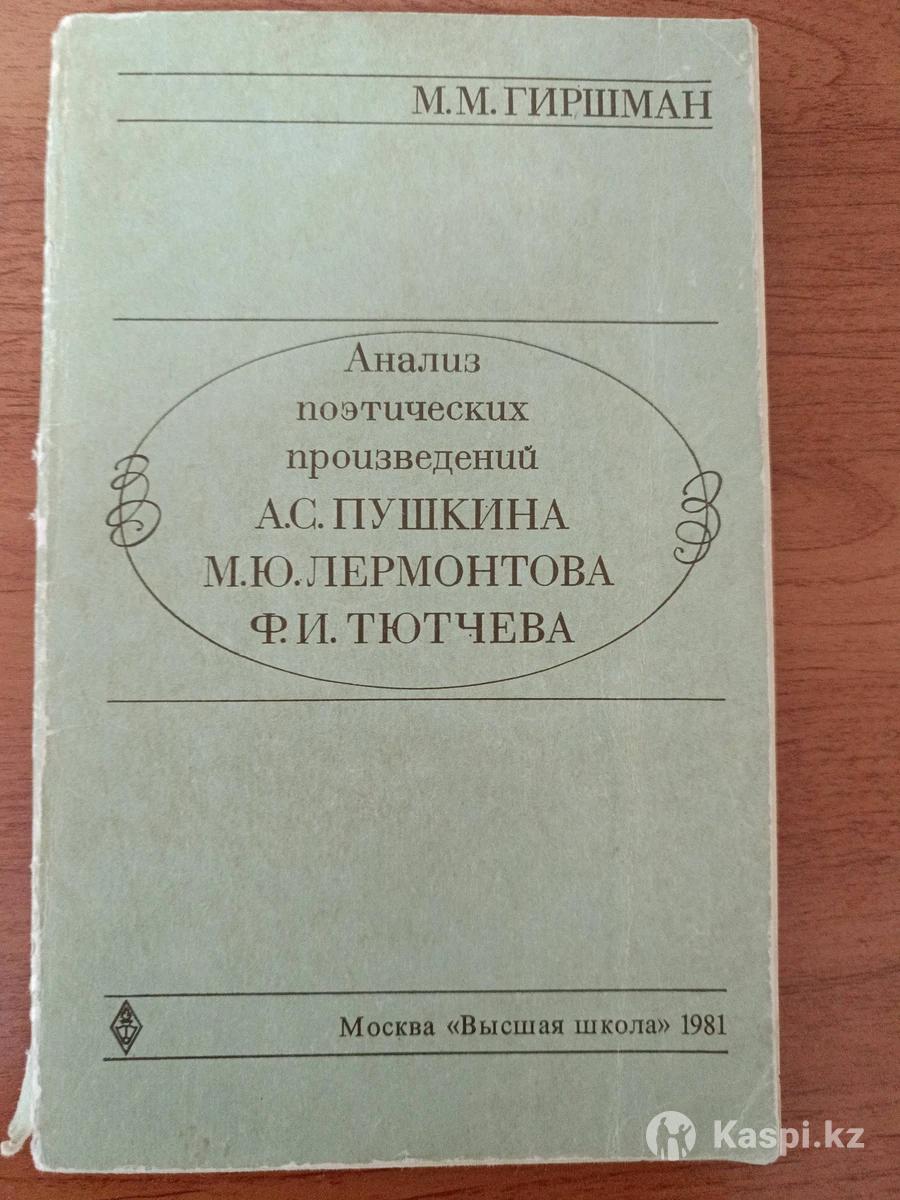 М.М.ГИРШМАН
Анализ
поэтических
произведений
А.С.ПУШКИНА
М.Ю.ЛЕРМОНТОВА
Ф.И.ТЮТЧЕВА
Москва «Высшая школа» 1981
Kaspi.kz